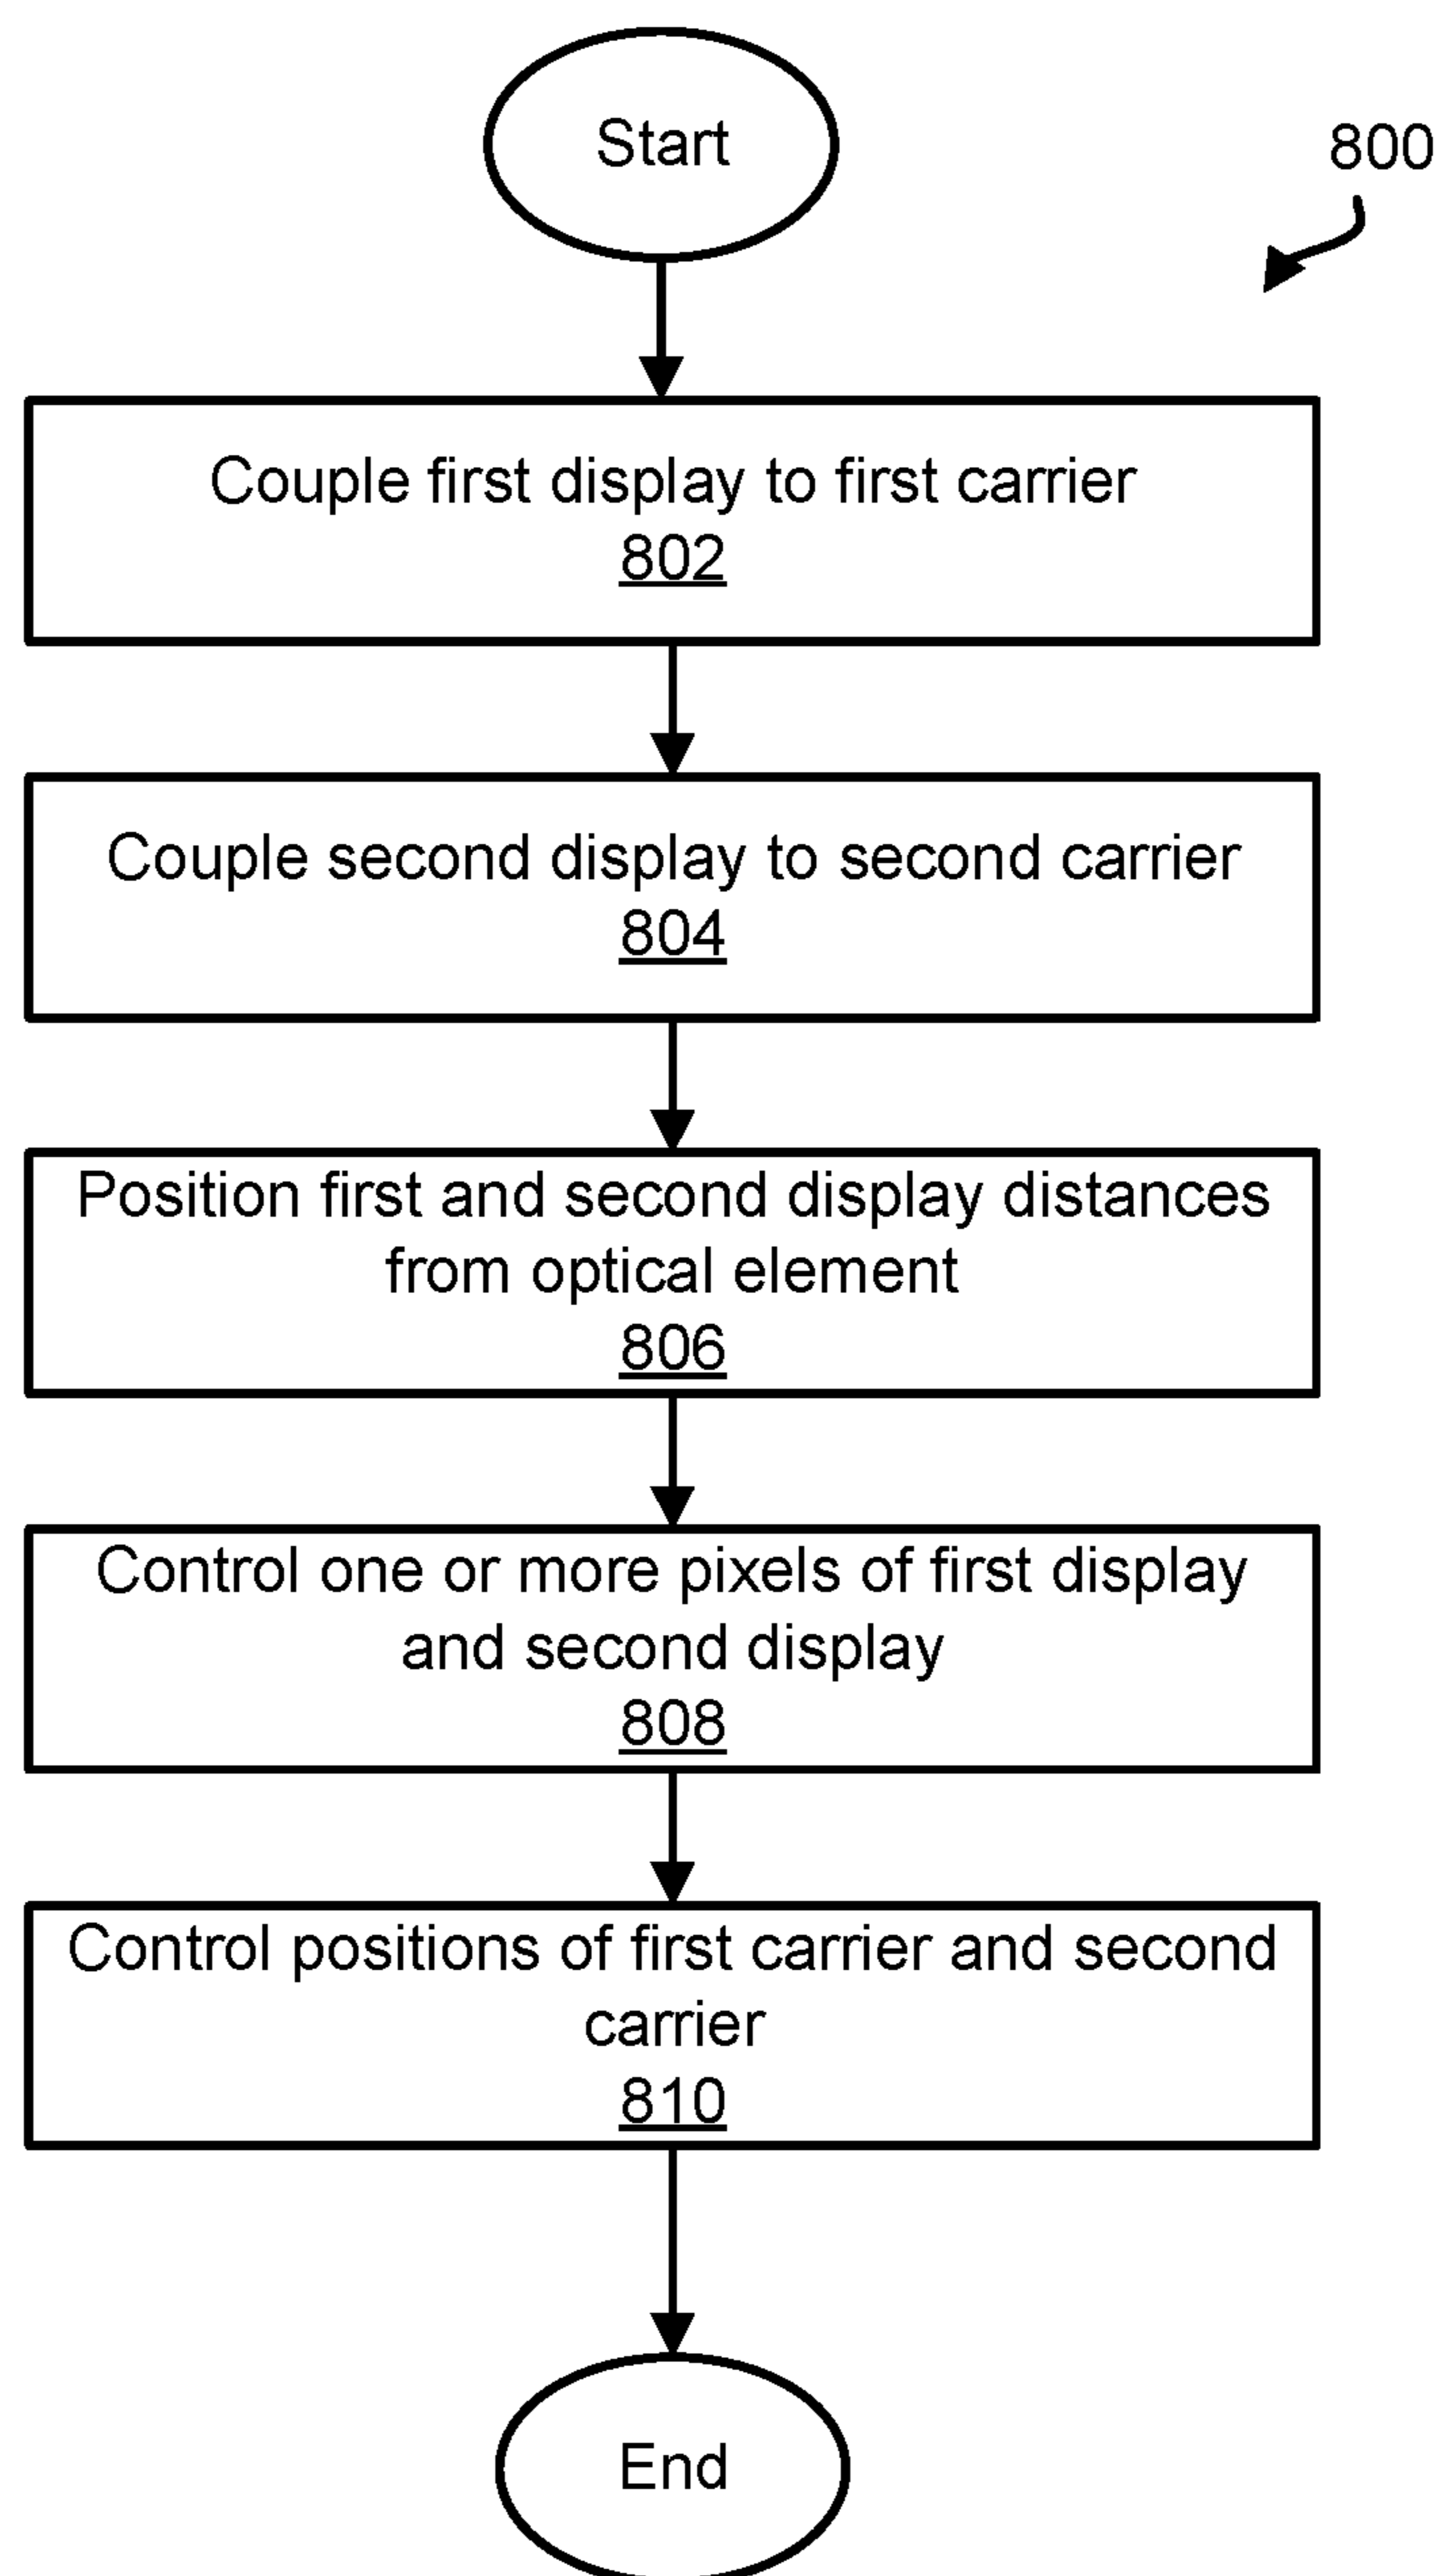 Start
800
Couple first display to first carrier
802
Couple second display to second carrier
804
Position first and second display distances
from optical element
806
Control one or more pixels of first display
and second display
808
Control positions of first carrier and second
carrier
810
End